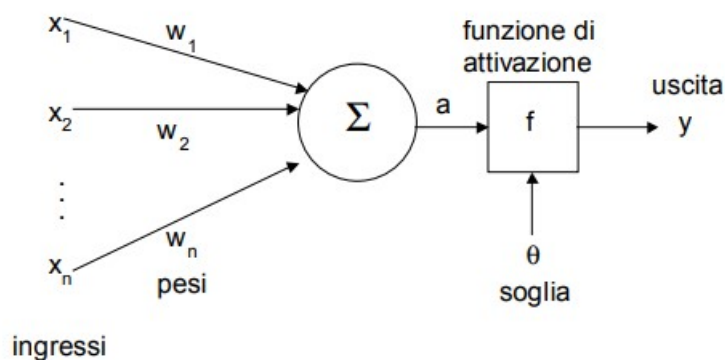 x1
w1
x2
w2
⋮
xn
wn
pesi
ingressi
Σ
a
funzione di
attivazione
f
θ
soglia
uscita
y